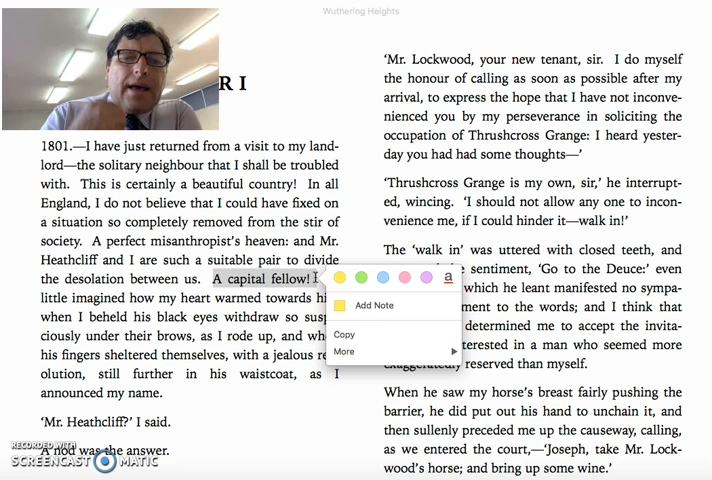 Wuthering Heights
R I
1801.—I have just returned from a visit to my land-
lord—the solitary neighbour that I shall be troubled
with. This is certainly a beautiful country! In all
England, I do not believe that I could have fixed on
a situation so completely removed from the stir of
society. A perfect misanthropist's heaven: and Mr.
Heathcliff and I are such a suitable pair to divide
the desolation between us. A capital fellow!
little imagined how my heart warmed towards
when I beheld his black eyes withdraw so
ciously under their brows, as I rode up, and
his fingers sheltered themselves, with a jealous
olution, still further in his waistcoat, as I
announced my name.
'Mr. Heathcliff?' I said.
A nod was the answer.
a
Add Note
Copy
More
'Mr. Lockwood, your new tenant, sir. I do myself
the honour of calling as soon as possible after my
arrival, to express the hope that I have not inconve-
nienced you by my perseverance in soliciting the
occupation of Thrushcross Grange: I heard yester-
day you had had some thoughts—'
'Thrushcross Grange is my own, sir,' he interrupt-
ed, wincing. 'I should not allow any one to incon-
venience me, if I could hinder it—walk in!'
The 'walk in' was uttered with closed teeth, and
sentiment, 'Go to the Deuce:' even
which he leant manifested no sympa-
to the words; and I think that
determined me to accept the invita-
in a man who seemed more
exaggeratedly reserved than myself.
When he saw my horse's breast fairly pushing the
barrier, he did put out his hand to unchain it, and
then sullenly preceded me up the causeway, calling,
as we entered the court,—'Joseph, take Mr. Lock-
wood's horse; and bring up some wine.'
RECORDED WITH
SCREENCAST MATIC